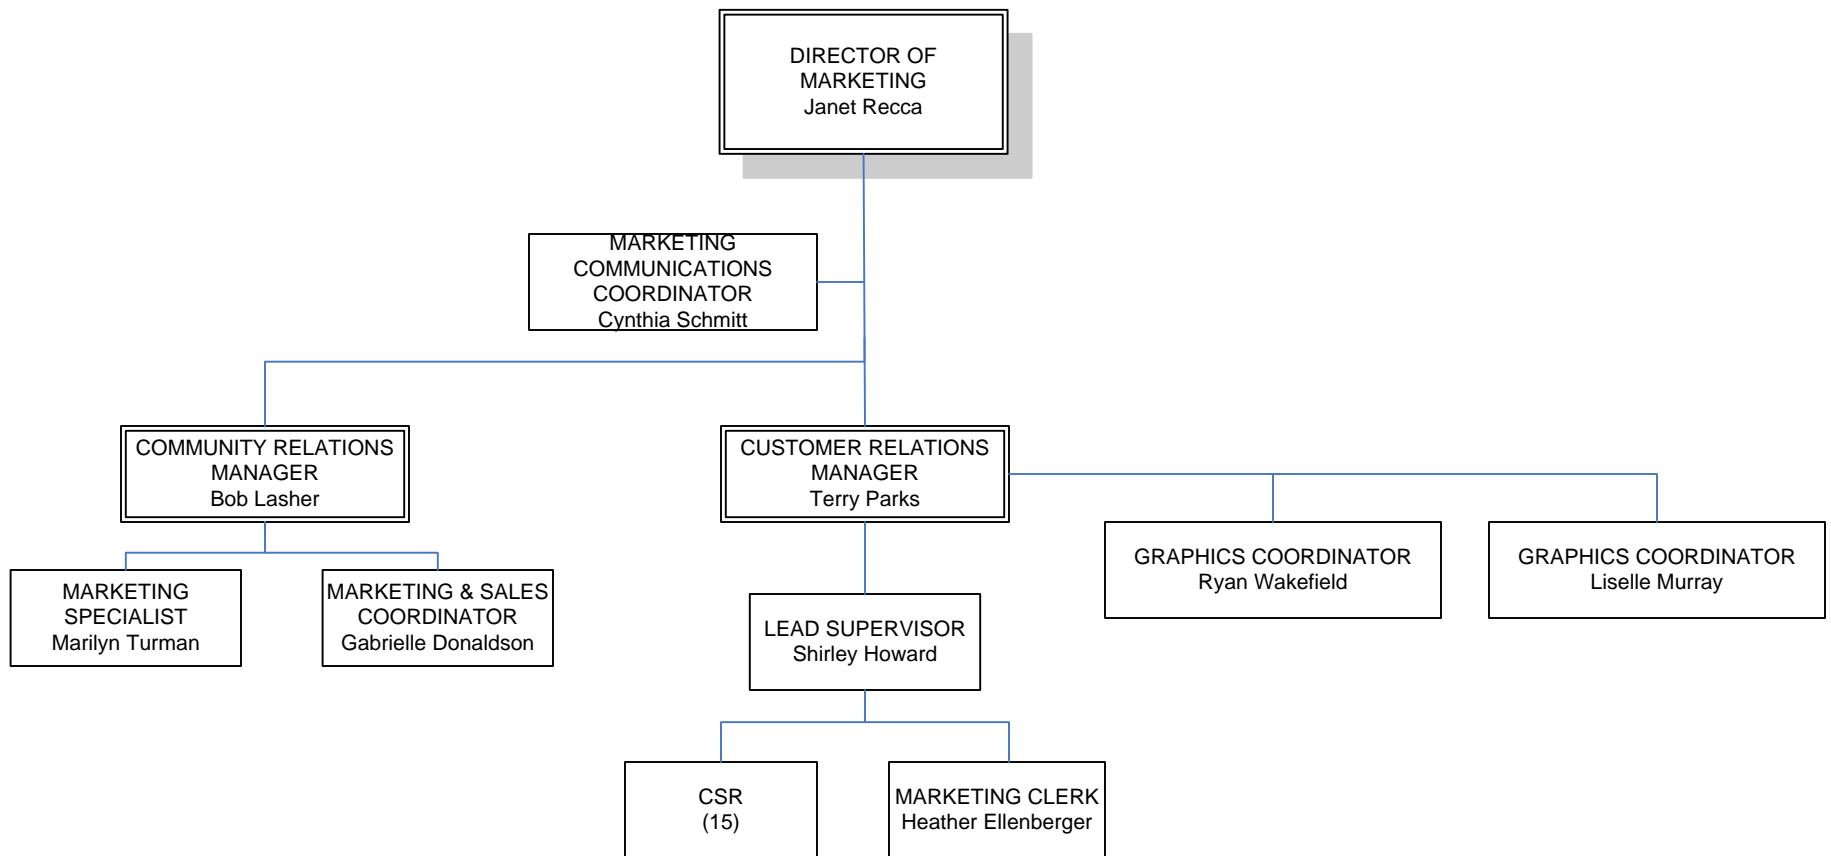 DIRECTOR OF
MARKETING
Janet Recca
MARKETING
COMMUNICATIONS
COORDINATOR
Cynthia Schmitt
COMMUNITY RELATIONS
MANAGER
Bob Lasher
CUSTOMER RELATIONS
MANAGER
Terry Parks
GRAPHICS COORDINATOR
Ryan Wakefield
GRAPHICS COORDINATOR
Liselle Murray
MARKETING
SPECIALIST
Marilyn Turman
MARKETING & SALES
COORDINATOR
Gabrielle Donaldson
LEAD SUPERVISOR
Shirley Howard
CSR
(15)
MARKETING CLERK
Heather Ellenberger